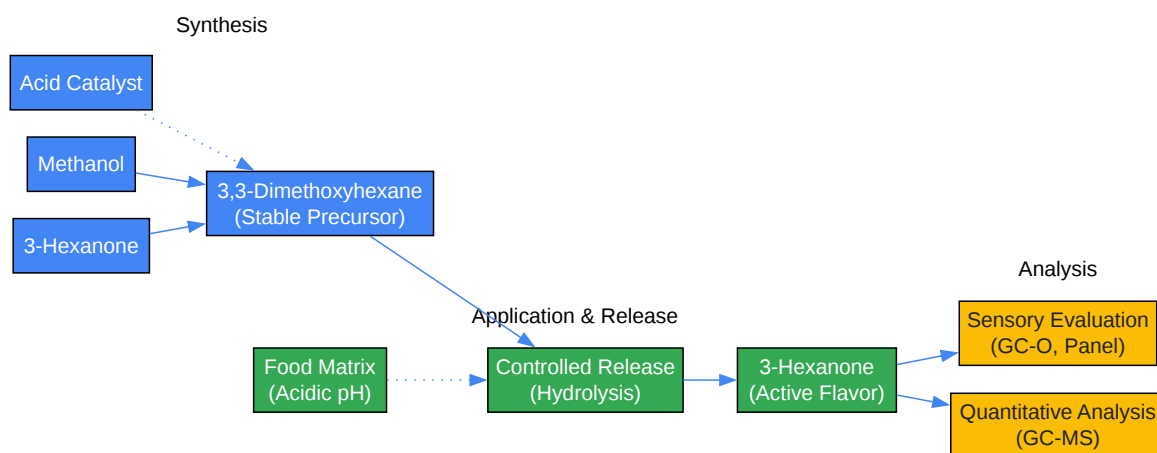 Synthesis
Acid Catalyst
Methanol
3-Hexanone
3,3-Dimethoxyhexane
(Stable Precursor)
Application & Release
Food Matrix
(Acidic pH)
Controlled Release
(Hydrolysis)
3-Hexanone
(Active Flavor)
Analysis
Sensory Evaluation
(GC-O, Panel)
Quantitative Analysis
(GC-MS)